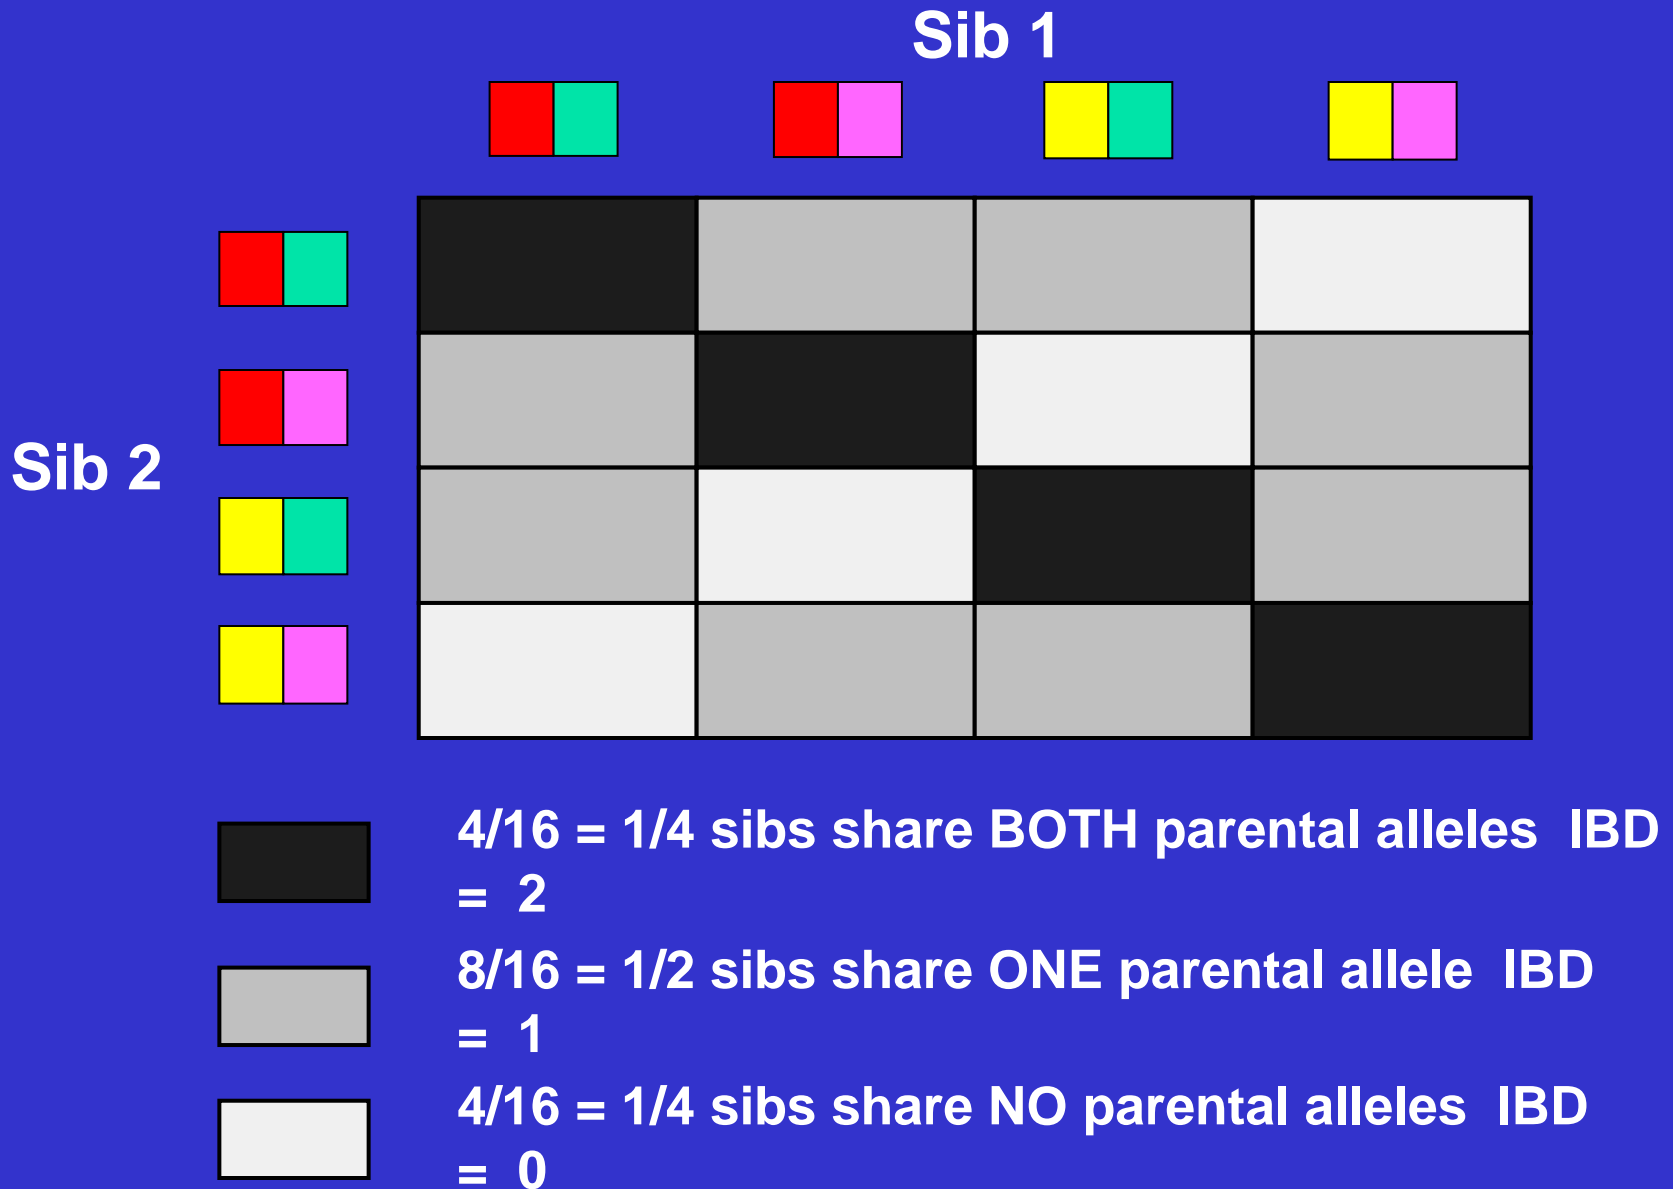 Sib 1
Sib 2
4/16 = 1/4 sibs share BOTH parental alleles IBD
= 2
8/16 = 1/2 sibs share ONE parental allele IBD
= 1
4/16 = 1/4 sibs share NO parental alleles IBD
= 0